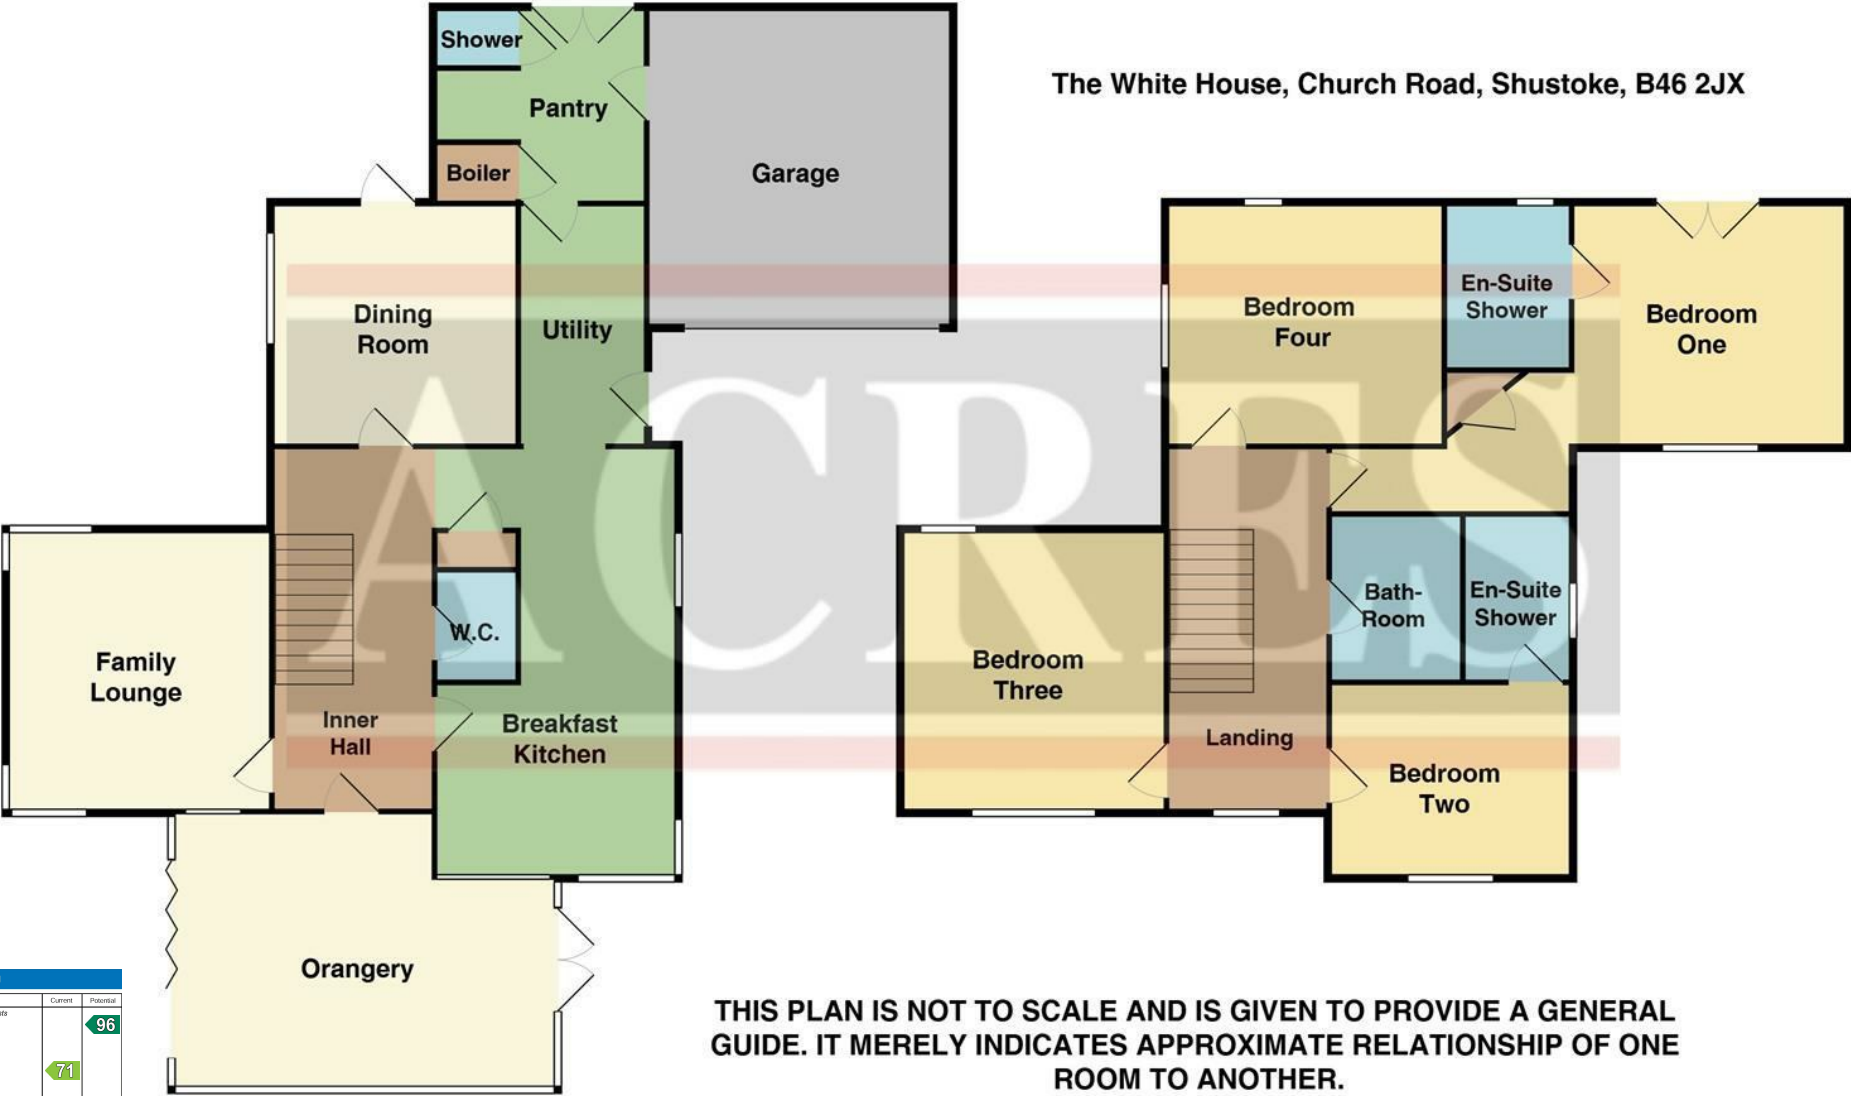 The White House, Church Road, Shustoke, B46 2JX
Shower
Pantry
Boiler
Garage
Dining
Room
Utility
Family
Lounge
Inner
Hall
W.C.
Breakfast
Kitchen
Orangery
Bedroom
Four
En-Suite
Shower
Bedroom
One
Bath-
Room
En-Suite
Shower
Bedroom
Three
Landing
Bedroom
Two
ACRES
Current
Potential
96
71
THIS PLAN IS NOT TO SCALE AND IS GIVEN TO PROVIDE A GENERAL
GUIDE. IT MERELY INDICATES APPROXIMATE RELATIONSHIP OF ONE
ROOM TO ANOTHER.